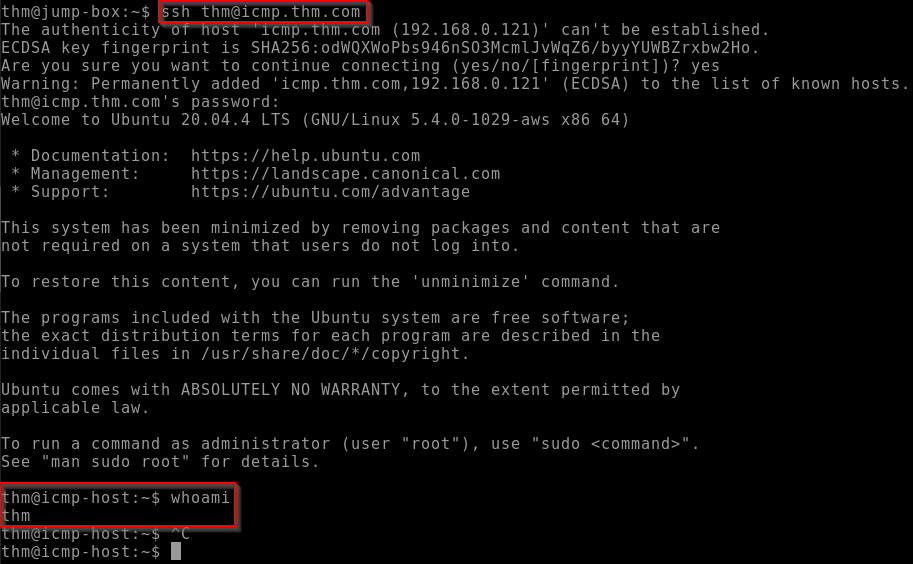 thm@jump-box:~$ ssh thm@icmp.thm.com
The authenticity of host 'icmp.thm.com (192.168.0.121)' can't be established.
ECDSA key fingerprint is SHA256:odWQXWoPbs946nSO3McmlJvWqZ6/byyYUWBZrxbw2Ho.
Are you sure you want to continue connecting (yes/no/[fingerprint])? yes
Warning: Permanently added 'icmp.thm.com,192.168.0.121' (ECDSA) to the list of known hosts.
thm@icmp.thm.com's password:
Welcome to Ubuntu 20.04.4 LTS (GNU/Linux 5.4.0-1029-aws x86 64)
* Documentation:  https://help.ubuntu.com
* Management:     https://landscape.canonical.com
* Support:        https://ubuntu.com/advantage
This system has been minimized by removing packages and content that are
not required on a system that users do not log into.
To restore this content, you can run the 'unminimize' command.
The programs included with the Ubuntu system are free software;
the exact distribution terms for each program are described in the
individual files in /usr/share/doc/*/copyright.
Ubuntu comes with ABSOLUTELY NO WARRANTY, to the extent permitted by
applicable law.
To run a command as administrator (user "root"), use "sudo <command>".
See "man sudo root" for details.
thm@icmp-host:~$ whoami
thm
thm@icmp-host:~$ ^C
thm@icmp-host:~$